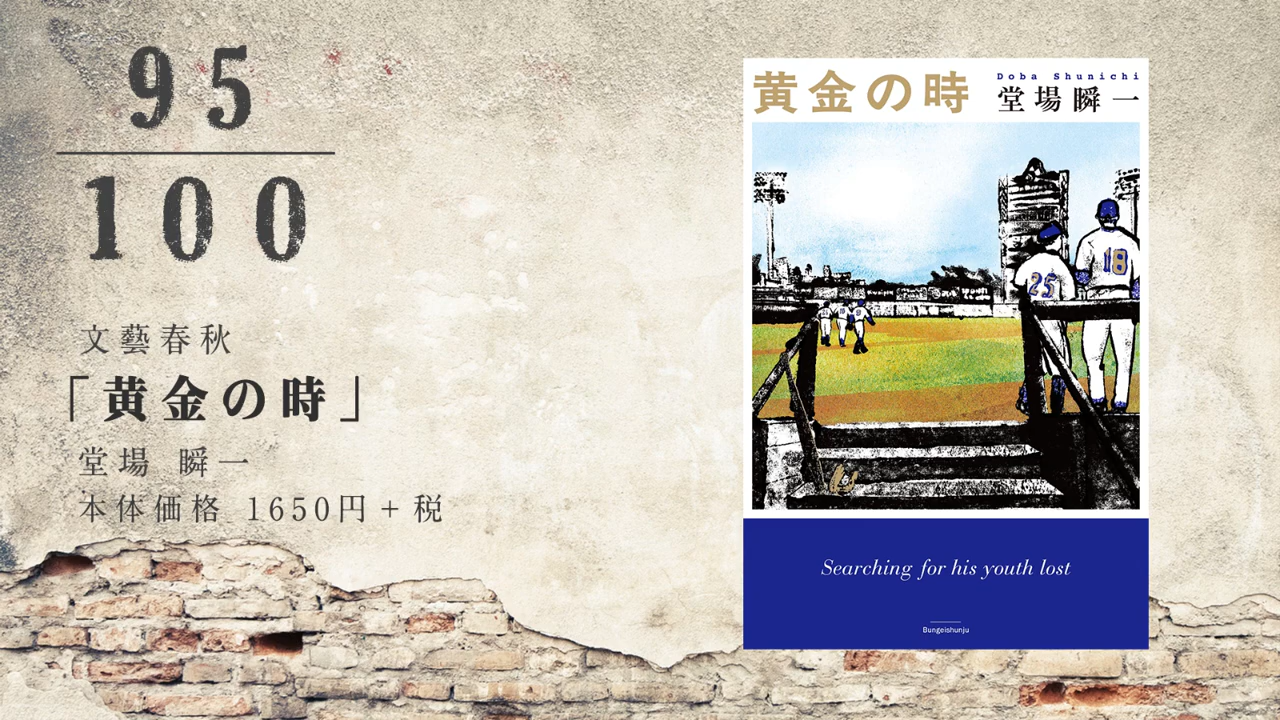 95
100
文藝春秋
「黄金の時」
堂場 瞬一
本体価格 1650円+税
黄金の時
Doba Shunichi
堂場瞬一
25
18
Searching for his youth lost
Bungeishunju